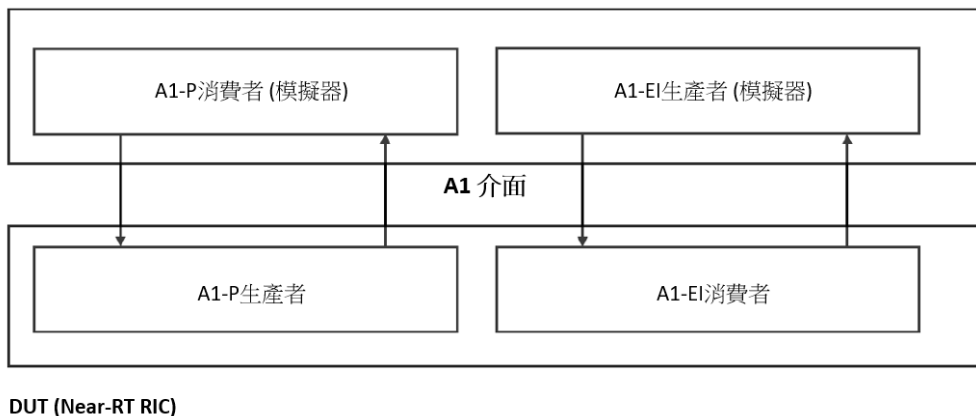 A1-P消費者 (模擬器)
A1-EI生產者 (模擬器)
A1 介面
A1-P生產者
A1-EI消費者
DUT (Near-RT RIC)